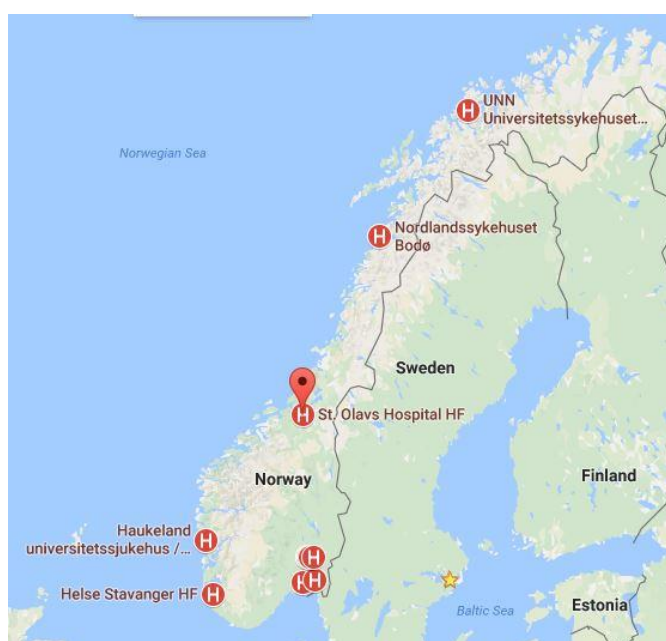 UNN
Universitetssykehuset...
Norwegian Sea
Nordlandssykehuset
Bodø
Sweden
H St. Olavs Hospital HF
Norway
Finland
Haukeland
universitetssjukehus /...
Helse Stavanger HF
Baltic Sea
Estonia
H
H
H
H
H
H
H
H